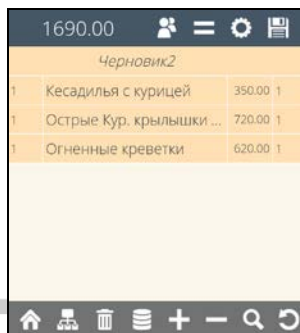 1690.00
Черновик2
1 Кесадилья с курицей 350.00 1
1 Острые Кур. крылышки ... 720.00 1
1 Огненные креветки 620.00 1